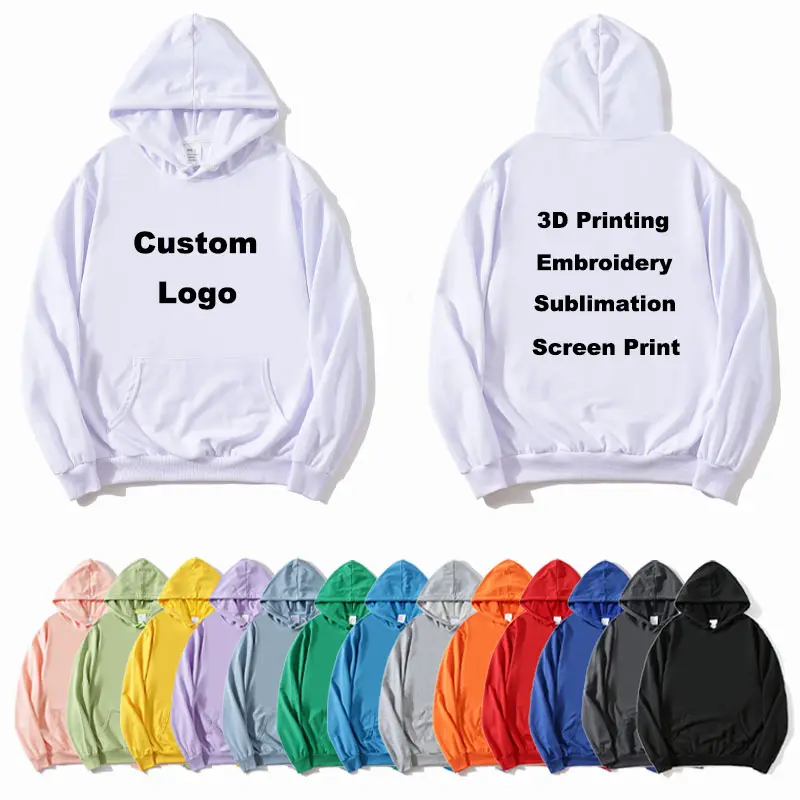 Custom
Logo
3D Printing
Embroidery
Sublimation
Screen Print